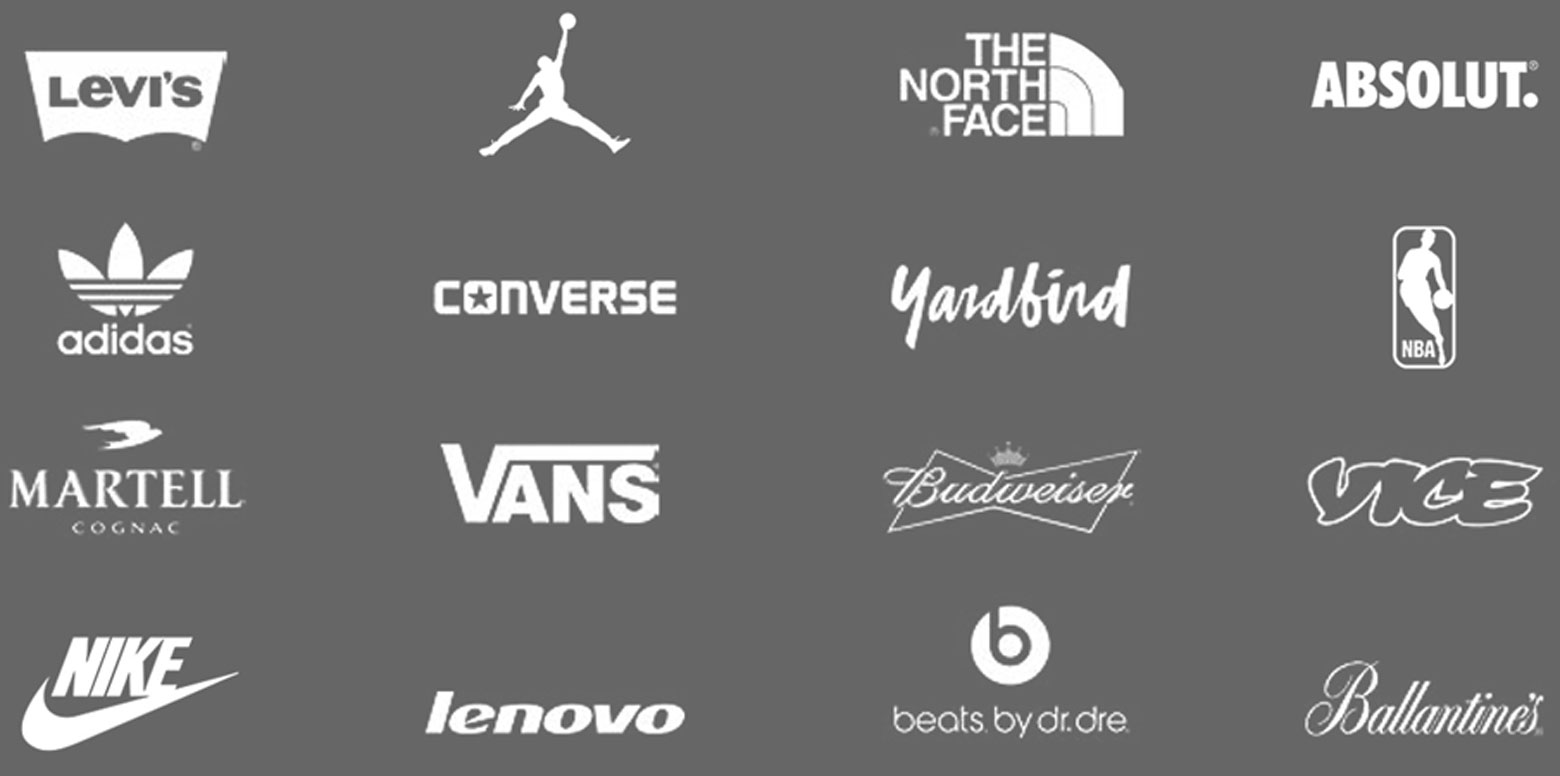 Levi's
®
THE
NORTH
® FACE
ABSOLUT.®
adidas
CONVERSE
yardbird
NBA
MARTELL
COGNAC
VANS
Budweiser
VICE
NIKE
lenovo
b
beats. by dr. dre.
Ballantine's